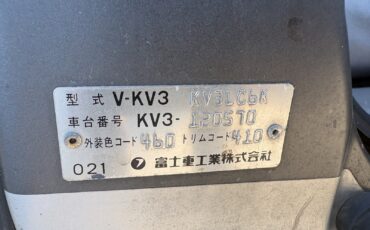 型式 V-KV3 KV31C6K
車台番号 KV3-120570
外装色コード 460 トリムコード 410
021 富士重工業株式会社